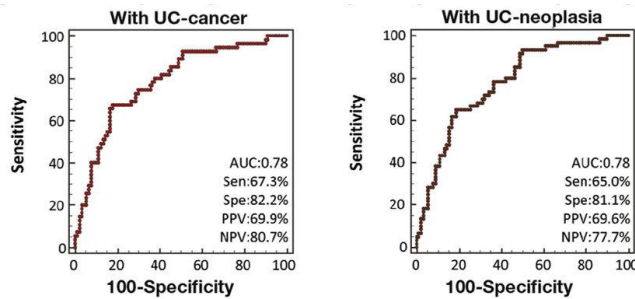 With UC-cancer
Sensitivity
100
80
60
40
20
0
AUC:0.78
Sen:67.3%
Spe:82.2%
PPV:69.9%
NPV:80.7%
0 20 40 60 80 100
100-Specificity
With UC-neoplasia
Sensitivity
100
80
60
40
20
0
AUC:0.78
Sen:65.0%
Spe:81.1%
PPV:69.6%
NPV:77.7%
0 20 40 60 80 100
100-Specificity